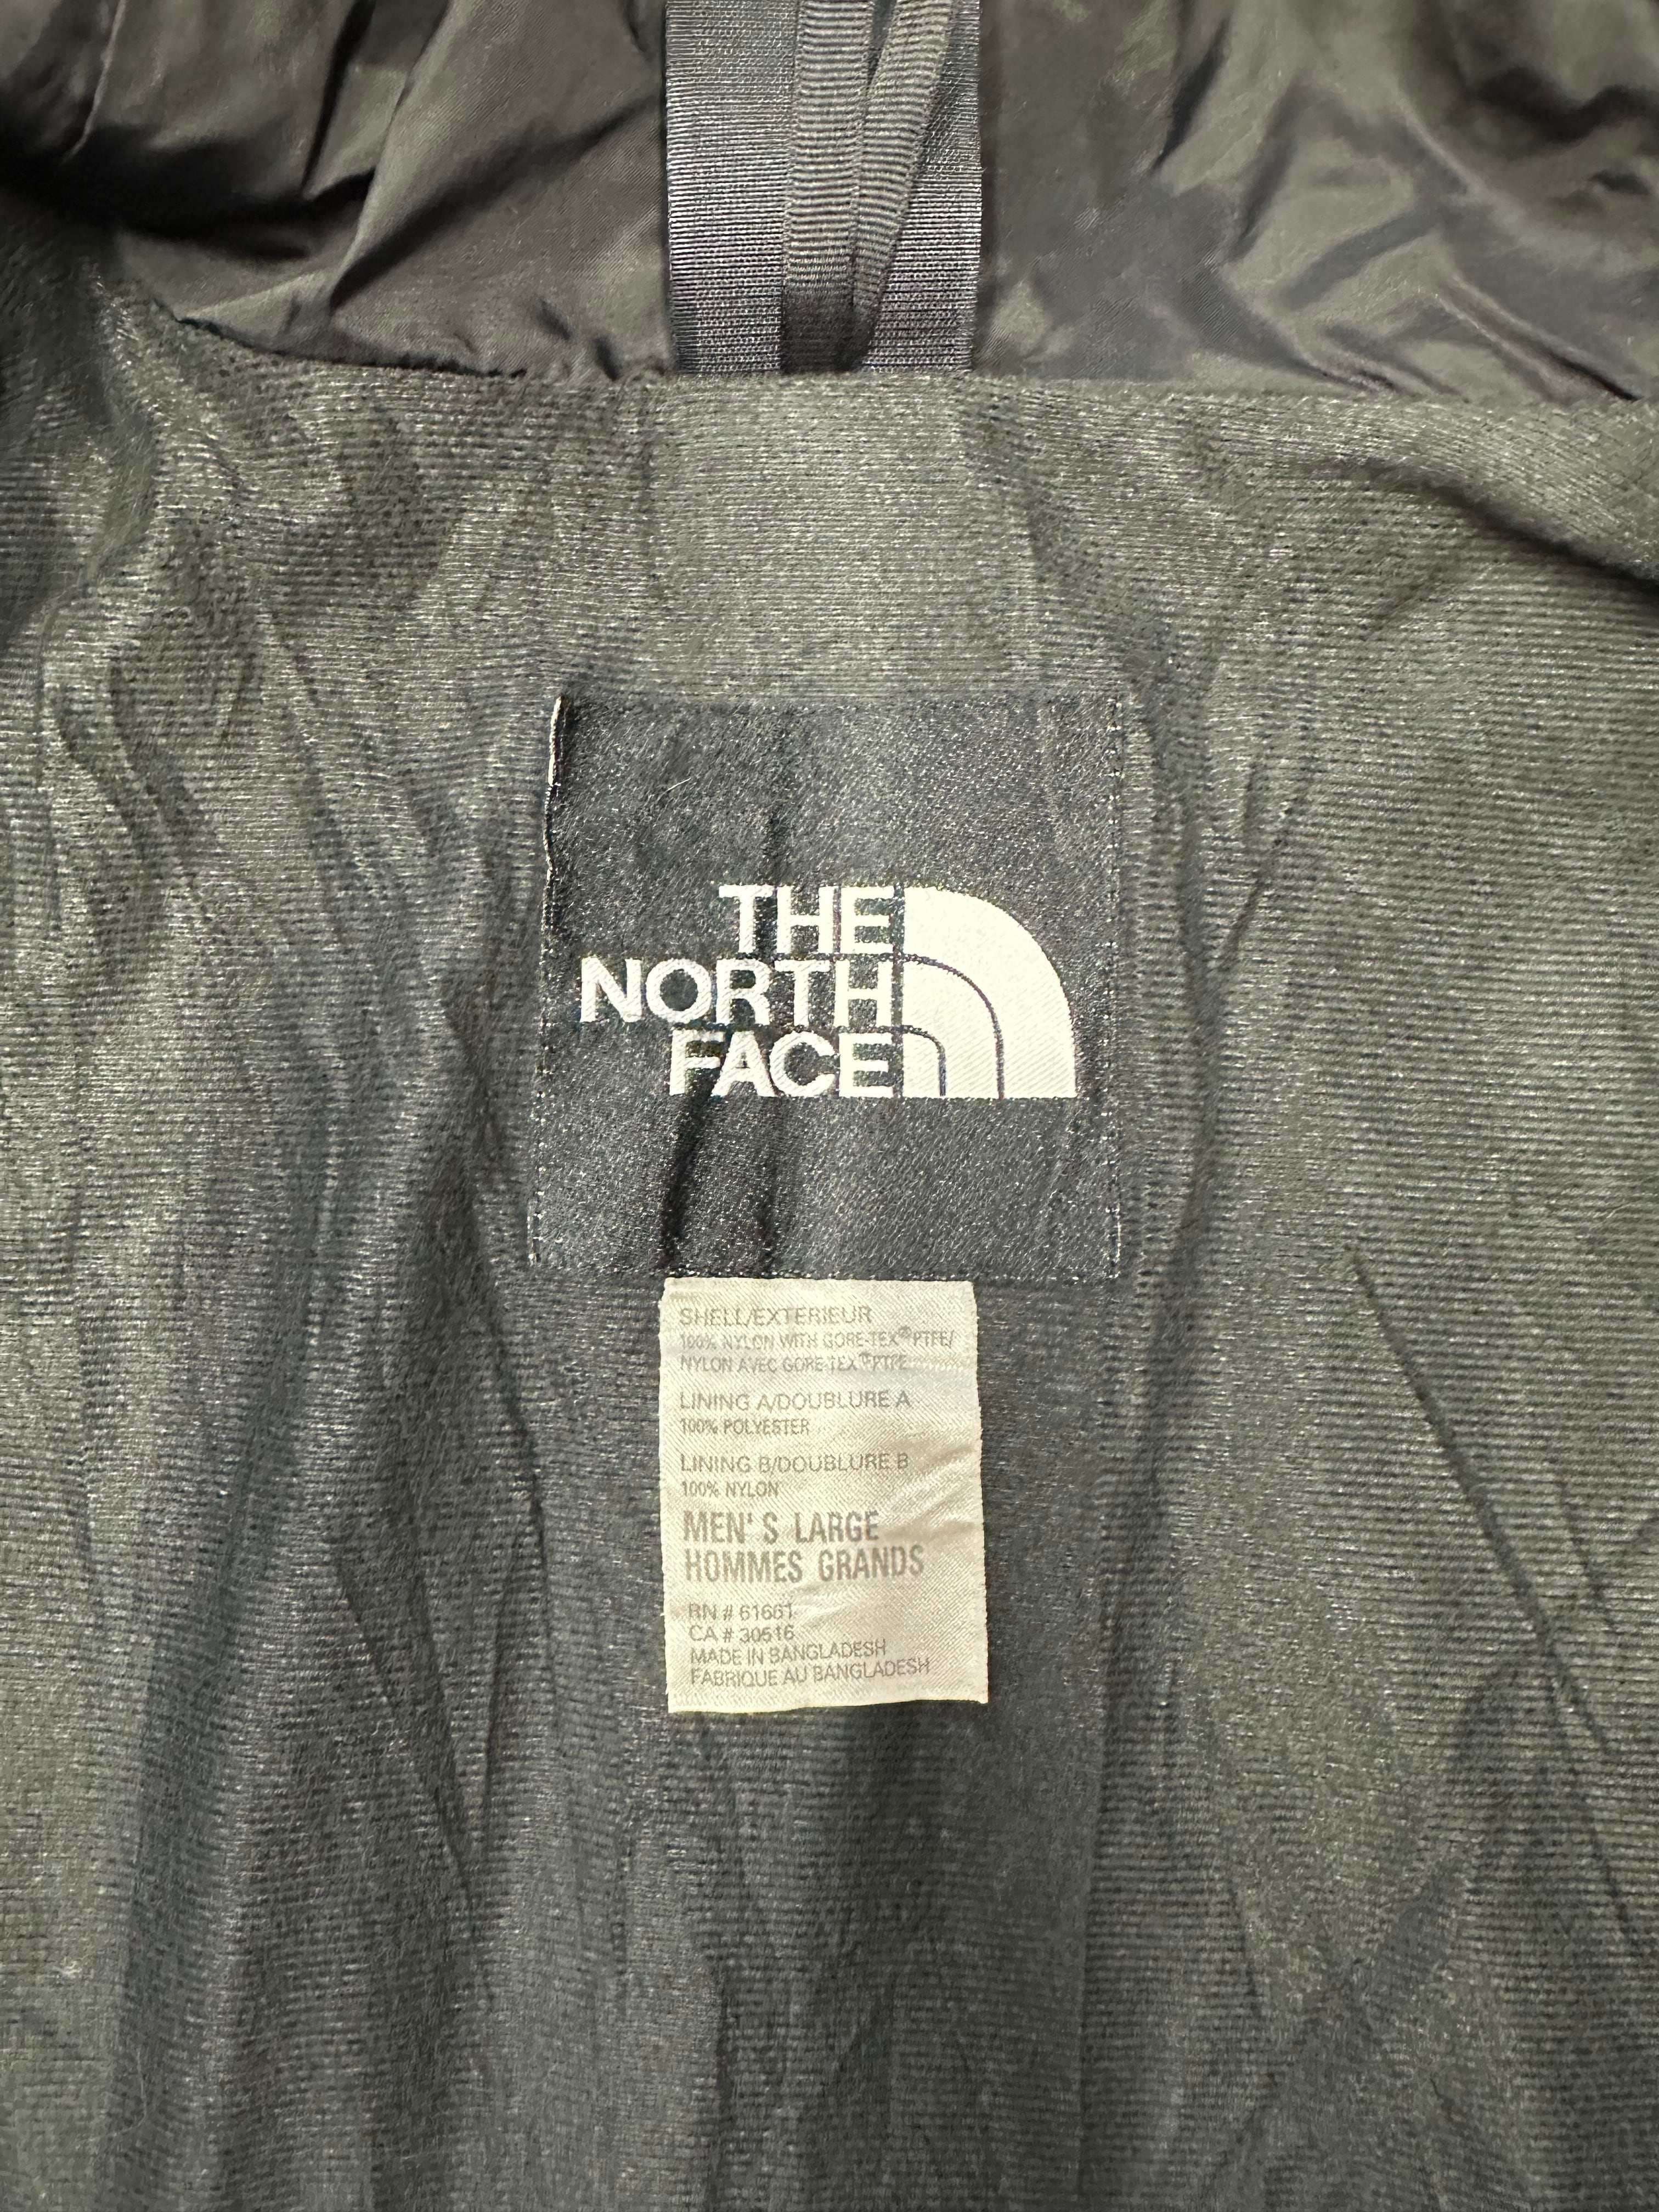 THE
NORTH
FACE
SHELL/EXTERIEUR
100% NYLON WITH GORE-TEX® PTFE/
NYLON AVEC GORE-TEX® PTFE
LINING A/DOUBLURE A
100% POLYESTER
LINING B/DOUBLURE B
100% NYLON
MEN'S LARGE
HOMMES GRANDS
RN # 61661
CA # 30516
MADE IN BANGLADESH
FABRIQUE AU BANGLADESH